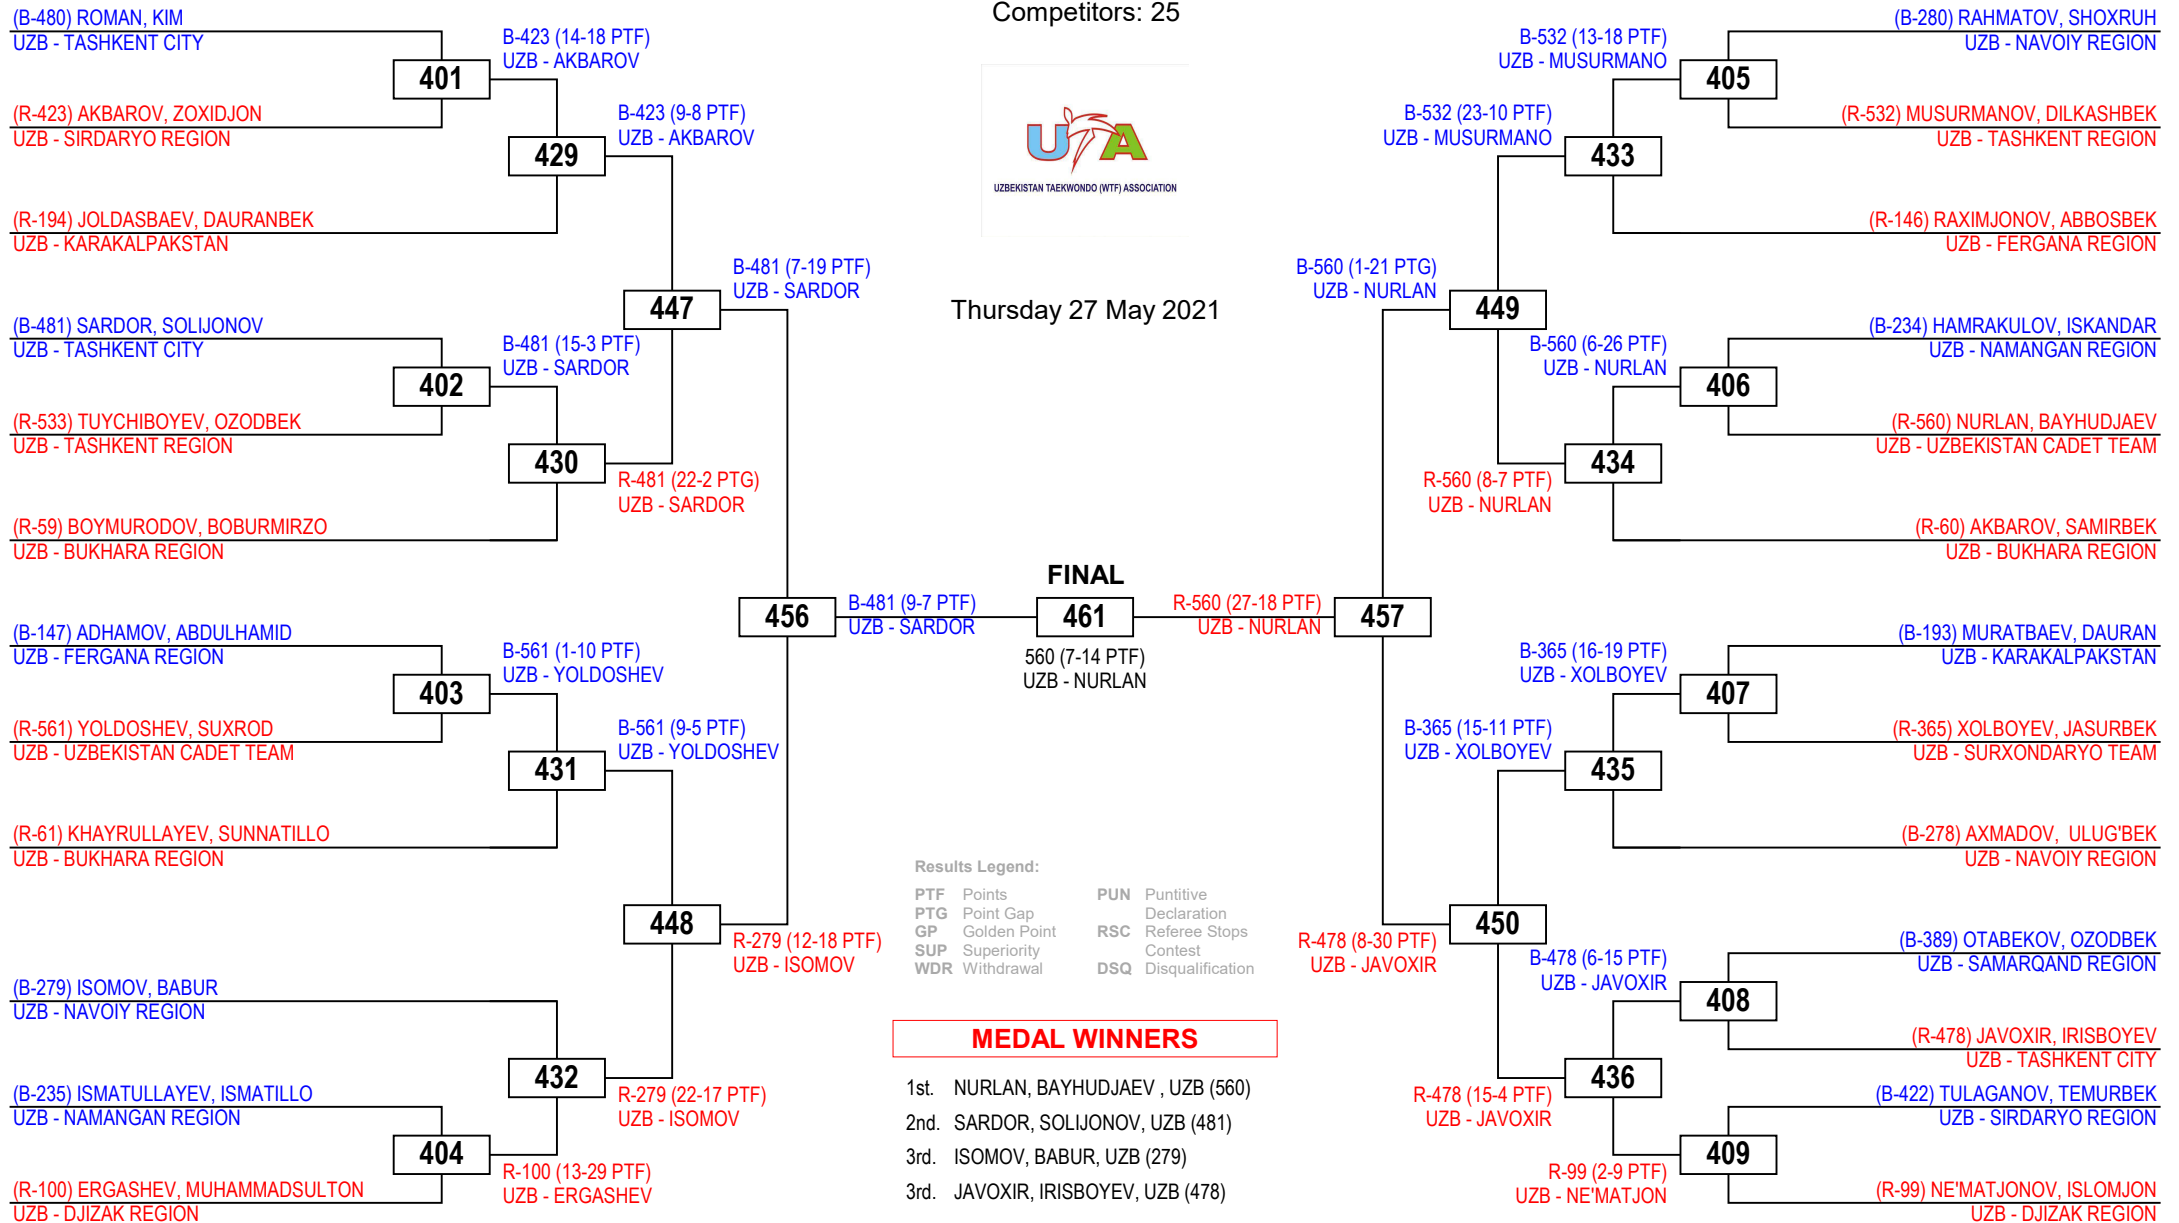 Competitors: 25
UTA
UZBEKISTAN TAEKWONDO (WTF) ASSOCIATION
Thursday 27 May 2021
(B-480) ROMAN, KIM
UZB - TASHKENT CITY
401
B-423 (14-18 PTF)
UZB - AKBAROV
(R-423) AKBAROV, ZOXIDJON
UZB - SIRDARYO REGION
429
B-423 (9-8 PTF)
UZB - AKBAROV
(R-194) JOLDASBAEV, DAURANBEK
UZB - KARAKALPAKSTAN
447
B-481 (7-19 PTF)
UZB - SARDOR
(B-481) SARDOR, SOLIJONOV
UZB - TASHKENT CITY
402
B-481 (15-3 PTF)
UZB - SARDOR
(R-533) TUYCHIBOYEV, OZODBEK
UZB - TASHKENT REGION
430
R-481 (22-2 PTG)
UZB - SARDOR
(R-59) BOYMURODOV, BOBURMIRZO
UZB - BUKHARA REGION
456
B-481 (9-7 PTF)
UZB - SARDOR
(B-147) ADHAMOV, ABDULHAMID
UZB - FERGANA REGION
403
B-561 (1-10 PTF)
UZB - YOLDOSHEV
(R-561) YOLDOSHEV, SUXROD
UZB - UZBEKISTAN CADET TEAM
431
B-561 (9-5 PTF)
UZB - YOLDOSHEV
(R-61) KHAYRULLAYEV, SUNNATILLO
UZB - BUKHARA REGION
448
R-279 (12-18 PTF)
UZB - ISOMOV
(B-279) ISOMOV, BABUR
UZB - NAVOIY REGION
432
R-279 (22-17 PTF)
UZB - ISOMOV
(B-235) ISMATULLAYEV, ISMATILLO
UZB - NAMANGAN REGION
404
R-100 (13-29 PTF)
UZB - ERGASHEV
(R-100) ERGASHEV, MUHAMMADSULTON
UZB - DJIZAK REGION
FINAL
461
560 (7-14 PTF)
UZB - NURLAN
(B-280) RAHMATOV, SHOXRUH
UZB - NAVOIY REGION
B-532 (13-18 PTF)
UZB - MUSURMANO
405
(R-532) MUSURMANOV, DILKASHBEK
UZB - TASHKENT REGION
B-532 (23-10 PTF)
UZB - MUSURMANO
433
(R-146) RAXIMJONOV, ABBOSBEK
UZB - FERGANA REGION
B-560 (1-21 PTG)
UZB - NURLAN
449
(B-234) HAMRAKULOV, ISKANDAR
UZB - NAMANGAN REGION
B-560 (6-26 PTF)
UZB - NURLAN
406
(R-560) NURLAN, BAYHUDJAEV
UZB - UZBEKISTAN CADET TEAM
434
R-560 (8-7 PTF)
UZB - NURLAN
(R-60) AKBAROV, SAMIRBEK
UZB - BUKHARA REGION
R-560 (27-18 PTF)
UZB - NURLAN
457
(B-193) MURATBAEV, DAURAN
UZB - KARAKALPAKSTAN
B-365 (16-19 PTF)
UZB - XOLBOYEV
407
(R-365) XOLBOYEV, JASURBEK
UZB - SURXONDARYO TEAM
B-365 (15-11 PTF)
UZB - XOLBOYEV
435
(B-278) AXMADOV, ULUG'BEK
UZB - NAVOIY REGION
450
R-478 (8-30 PTF)
UZB - JAVOXIR
(B-389) OTABEKOV, OZODBEK
UZB - SAMARQAND REGION
B-478 (6-15 PTF)
UZB - JAVOXIR
408
(R-478) JAVOXIR, IRISBOYEV
UZB - TASHKENT CITY
436
R-478 (15-4 PTF)
UZB - JAVOXIR
(B-422) TULAGANOV, TEMURBEK
UZB - SIRDARYO REGION
409
R-99 (2-9 PTF)
UZB - NE'MATJON
(R-99) NE'MATJONOV, ISLOMJON
UZB - DJIZAK REGION
Results Legend:
PTF Points PUN Puntitive
PTG Point Gap Declaration
GP Golden Point RSC Referee Stops
SUP Superiority Contest
WDR Withdrawal DSQ Disqualification
MEDAL WINNERS
1st. NURLAN, BAYHUDJAEV , UZB (560)
2nd. SARDOR, SOLIJONOV, UZB (481)
3rd. ISOMOV, BABUR, UZB (279)
3rd. JAVOXIR, IRISBOYEV, UZB (478)